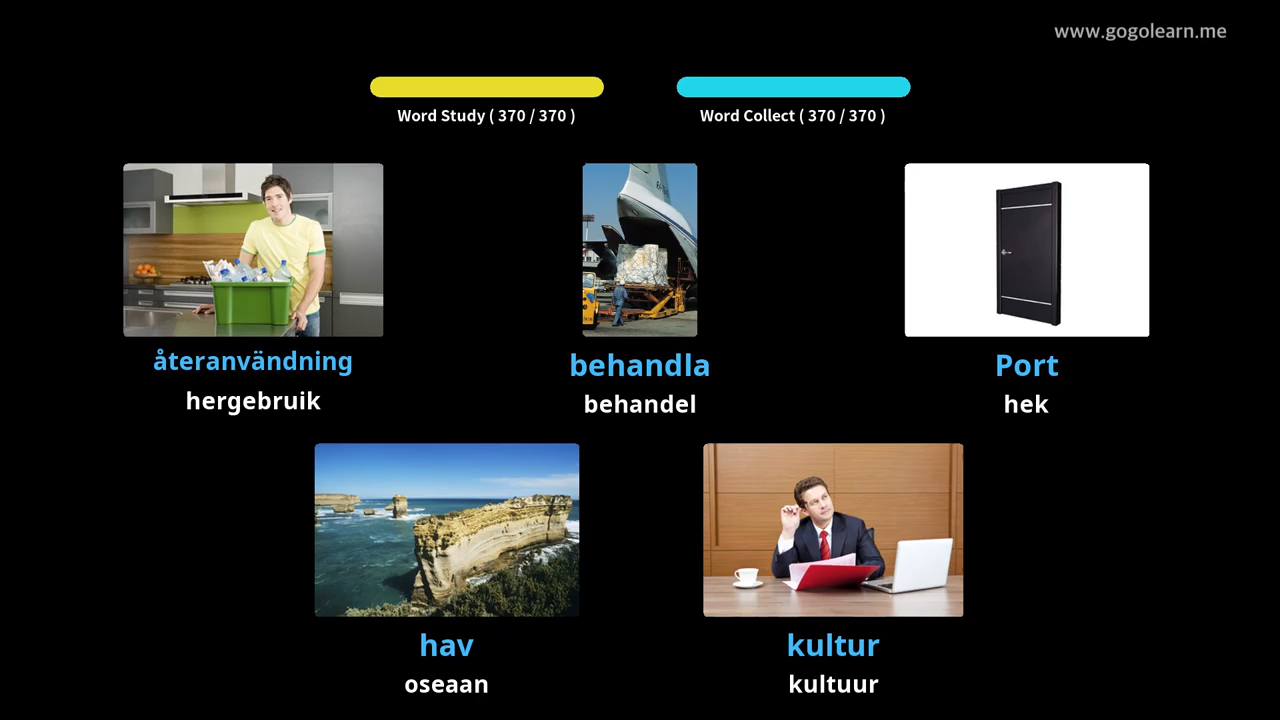 www.gogolearn.me
Word Study ( 370 / 370 )
Word Collect ( 370 / 370 )
återanvändning
hergebruik
behandla
behandel
Port
hek
hav
oseaan
kultur
kultuur